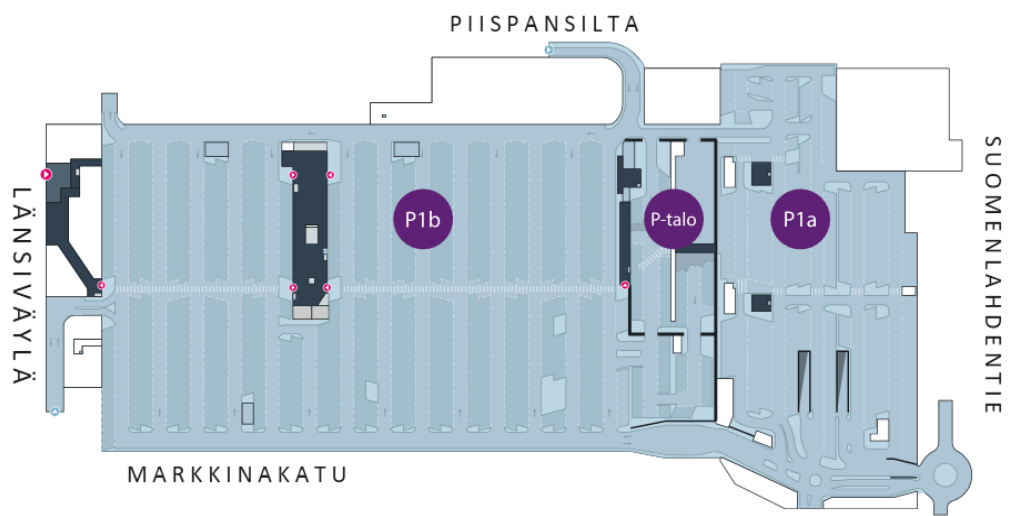 PIISPANSILTA
LÄNSIVÄYLÄ
P1b
P-talo
P1a
SUOMENLAHDENTIE
MARKKINAKATU